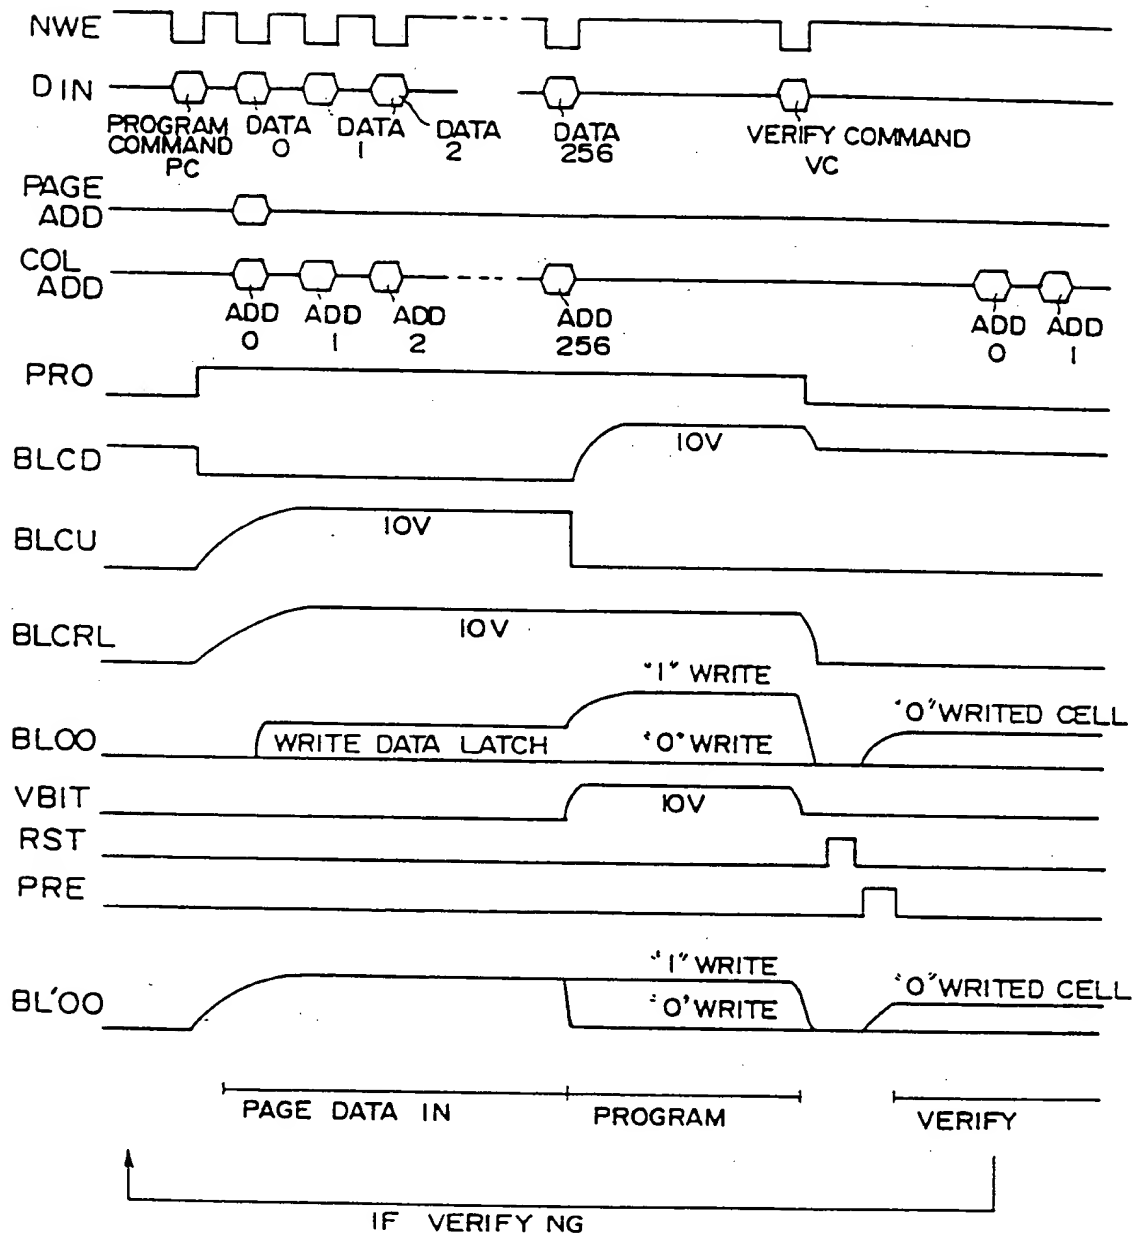 NWE
DIN
PROGRAM COMMAND PC
DATA 0
DATA 1
DATA 2
DATA 256
VERIFY COMMAND VC
PAGE ADD
COL ADD
ADD 0
ADD 1
ADD 2
ADD 256
ADD 0
ADD 1
PRO
BLCD
10V
BLCU
10V
BLCRL
10V
"1" WRITE
BL00
WRITE DATA LATCH
"0" WRITE
"0" WRITED CELL
VBIT
10V
RST
PRE
BL'00
"1" WRITE
"0" WRITE
"0" WRITED CELL
PAGE DATA IN
PROGRAM
VERIFY
IF VERIFY NG